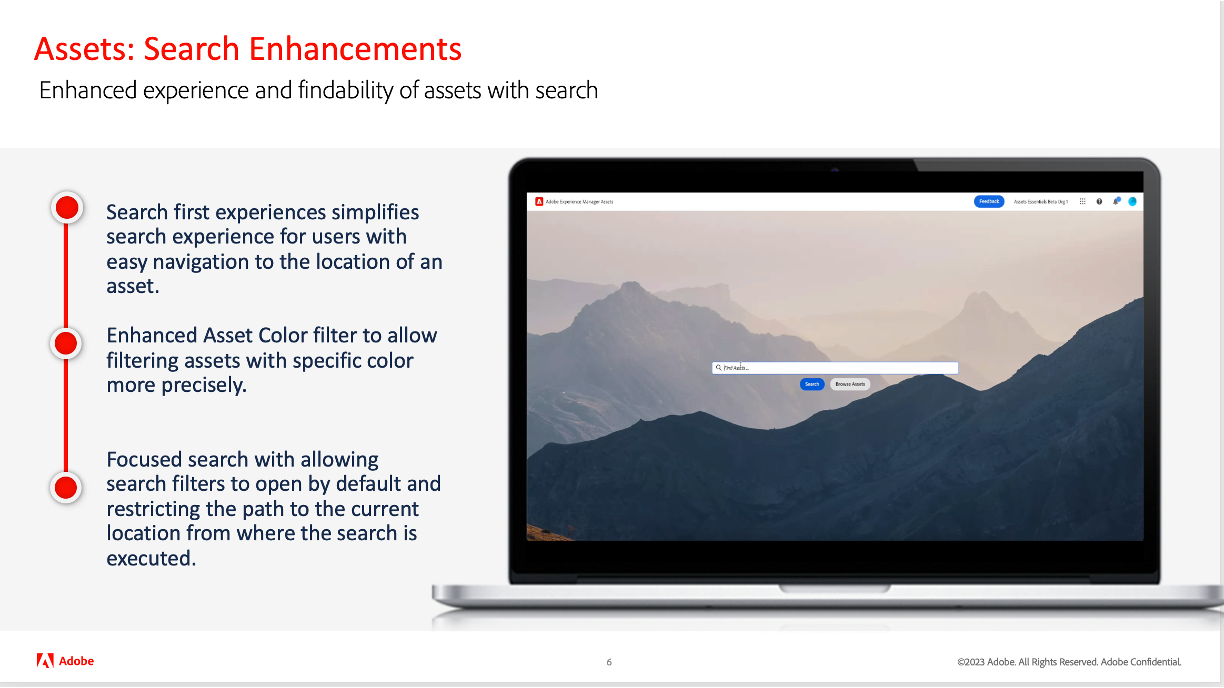 Assets: Search Enhancements
Enhanced experience and findability of assets with search
Search first experiences simplifies
search experience for users with
easy navigation to the location of an
asset.
Enhanced Asset Color filter to allow
filtering assets with specific color
more precisely.
Focused search with allowing
search filters to open by default and
restricting the path to the current
location from where the search is
executed.
Adobe Experience Manager Assets
Feedback
Assets Essentials Beta Org 1
Find Assets...
Search
Browse Assets
Adobe
6
©2023 Adobe. All Rights Reserved. Adobe Confidential.